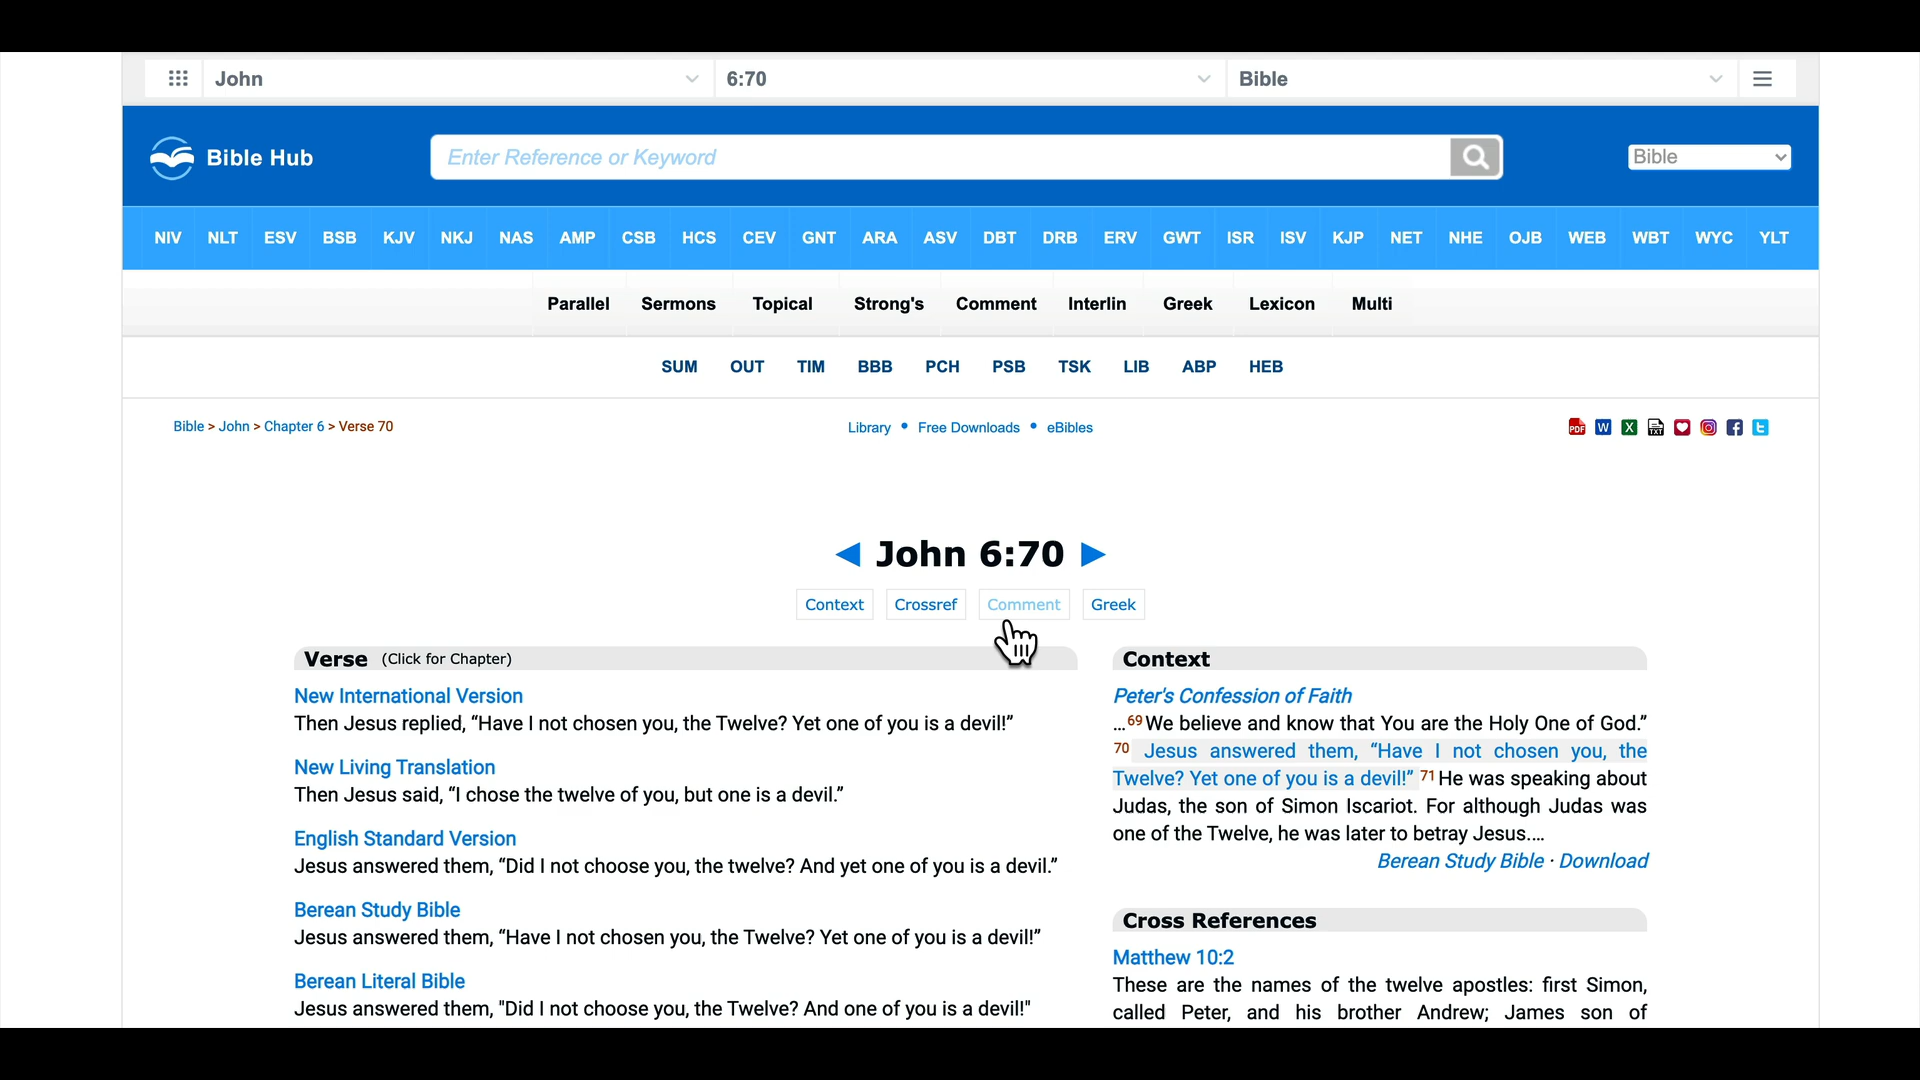 John 6:70 Bible
Bible Hub Enter Reference or Keyword Bible
NIV NLT ESV BSB KJV NKJ NAS AMP CSB HCS CEV GNT ARA ASV DBT DRB ERV GWT ISR ISV KJP NET NHE OJB WEB WBT WYC YLT
Parallel Sermons Topical Strong's Comment Interlin Greek Lexicon Multi
SUM OUT TIM BBB PCH PSB TSK LIB ABP HEB
Bible > John > Chapter 6 > Verse 70
Library • Free Downloads • eBibles
PDF W X TXT
◀ John 6:70 ▶
Context Crossref Comment Greek
Verse (Click for Chapter)
New International Version
Then Jesus replied, “Have I not chosen you, the Twelve? Yet one of you is a devil!”
New Living Translation
Then Jesus said, “I chose the twelve of you, but one is a devil.”
English Standard Version
Jesus answered them, “Did I not choose you, the twelve? And yet one of you is a devil.”
Berean Study Bible
Jesus answered them, “Have I not chosen you, the Twelve? Yet one of you is a devil!”
Berean Literal Bible
Jesus answered them, "Did I not choose you, the Twelve? And one of you is a devil!"
Context
Peter's Confession of Faith
…69We believe and know that You are the Holy One of God.”
70 Jesus answered them, “Have I not chosen you, the
Twelve? Yet one of you is a devil!” 71He was speaking about
Judas, the son of Simon Iscariot. For although Judas was
one of the Twelve, he was later to betray Jesus.…
Berean Study Bible · Download
Cross References
Matthew 10:2
These are the names of the twelve apostles: first Simon,
called Peter, and his brother Andrew; James son of